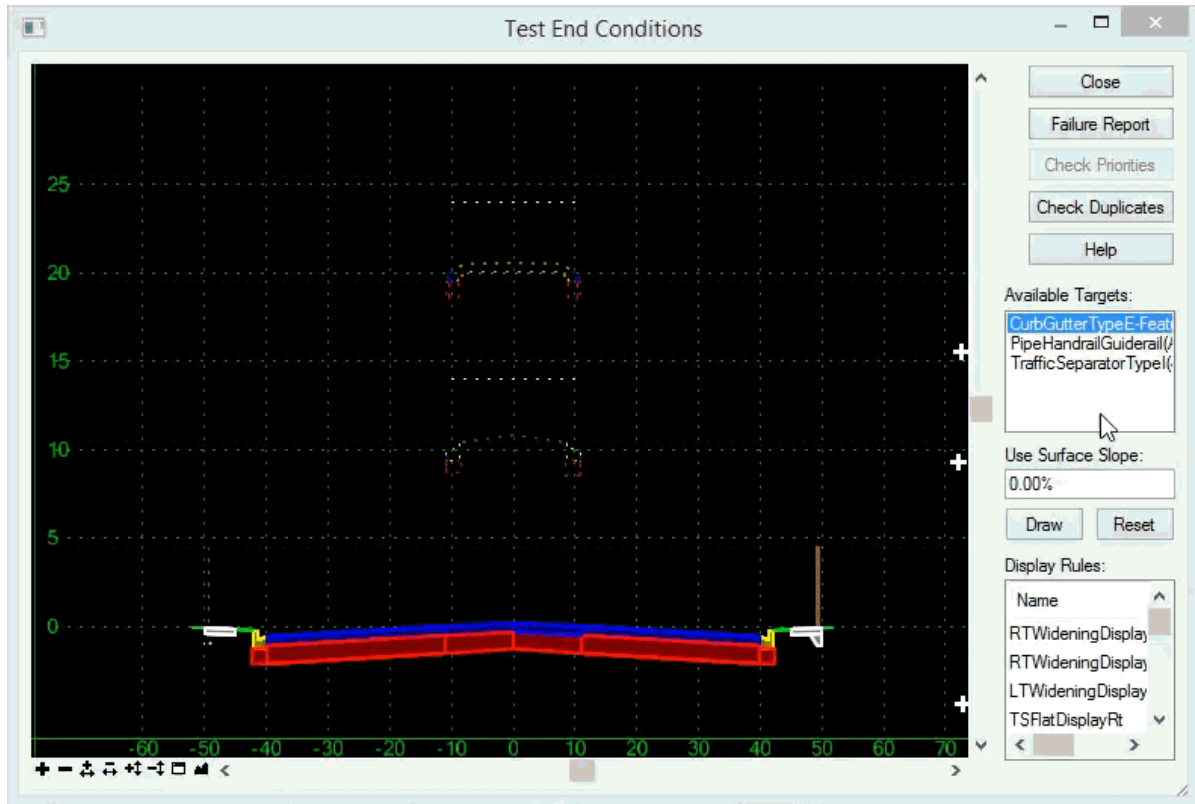 Test End Conditions
Close
Failure Report
Check Priorities
Check Duplicates
Help
Available Targets:
CurbGutterTypeE-Featu
PipeHandrailGuiderail(A
TrafficSeparatorTypeI(
Use Surface Slope:
0.00%
Draw Reset
Display Rules:
Name
RTWideningDisplay
RTWideningDisplay
LTWideningDisplay
TSFlatDisplayRt
25
20
15
10
5
0
-60 -50 -40 -30 -20 -10 0 10 20 30 40 50 60 70